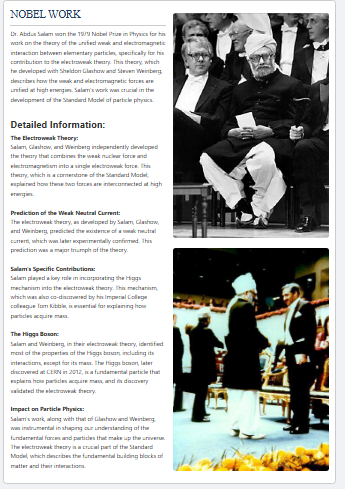 NOBEL WORK
Dr. Abdus Salam won the 1979 Nobel Prize in Physics for his
work on the theory of the unified weak and electromagnetic
interaction between elementary particles, specifically for his
contribution to the electroweak theory. This theory, which
he developed with Sheldon Glashow and Steven Weinberg,
describes how the weak and electromagnetic forces are
unified at high energies. Salam's work was crucial in the
development of the Standard Model of particle physics.
Detailed Information:
The Electroweak Theory:
Salam, Glashow, and Weinberg independently developed
the theory that combines the weak nuclear force and
electromagnetism into a single electroweak force. This
theory, which is a cornerstone of the Standard Model,
explained how these two forces are interconnected at high
energies.
Prediction of the Weak Neutral Current:
The electroweak theory, as developed by Salam, Glashow,
and Weinberg, predicted the existence of a weak neutral
current, which was later experimentally confirmed. This
prediction was a major triumph of the theory.
Salam's Specific Contributions:
Salam played a key role in incorporating the Higgs
mechanism into the electroweak theory. This mechanism,
which was also co-discovered by his Imperial College
colleague Tom Kibble, is essential for explaining how
particles acquire mass.
The Higgs Boson:
Salam and Weinberg, in their electroweak theory, identified
most of the properties of the Higgs boson, including its
interactions, except for its mass. The Higgs boson, later
discovered at CERN in 2012, is a fundamental particle that
explains how particles acquire mass, and its discovery
validated the electroweak theory.
Impact on Particle Physics:
Salam's work, along with that of Glashow and Weinberg,
was instrumental in shaping our understanding of the
fundamental forces and particles that make up the universe.
The electroweak theory is a crucial part of the Standard
Model, which describes the fundamental building blocks of
matter and their interactions.